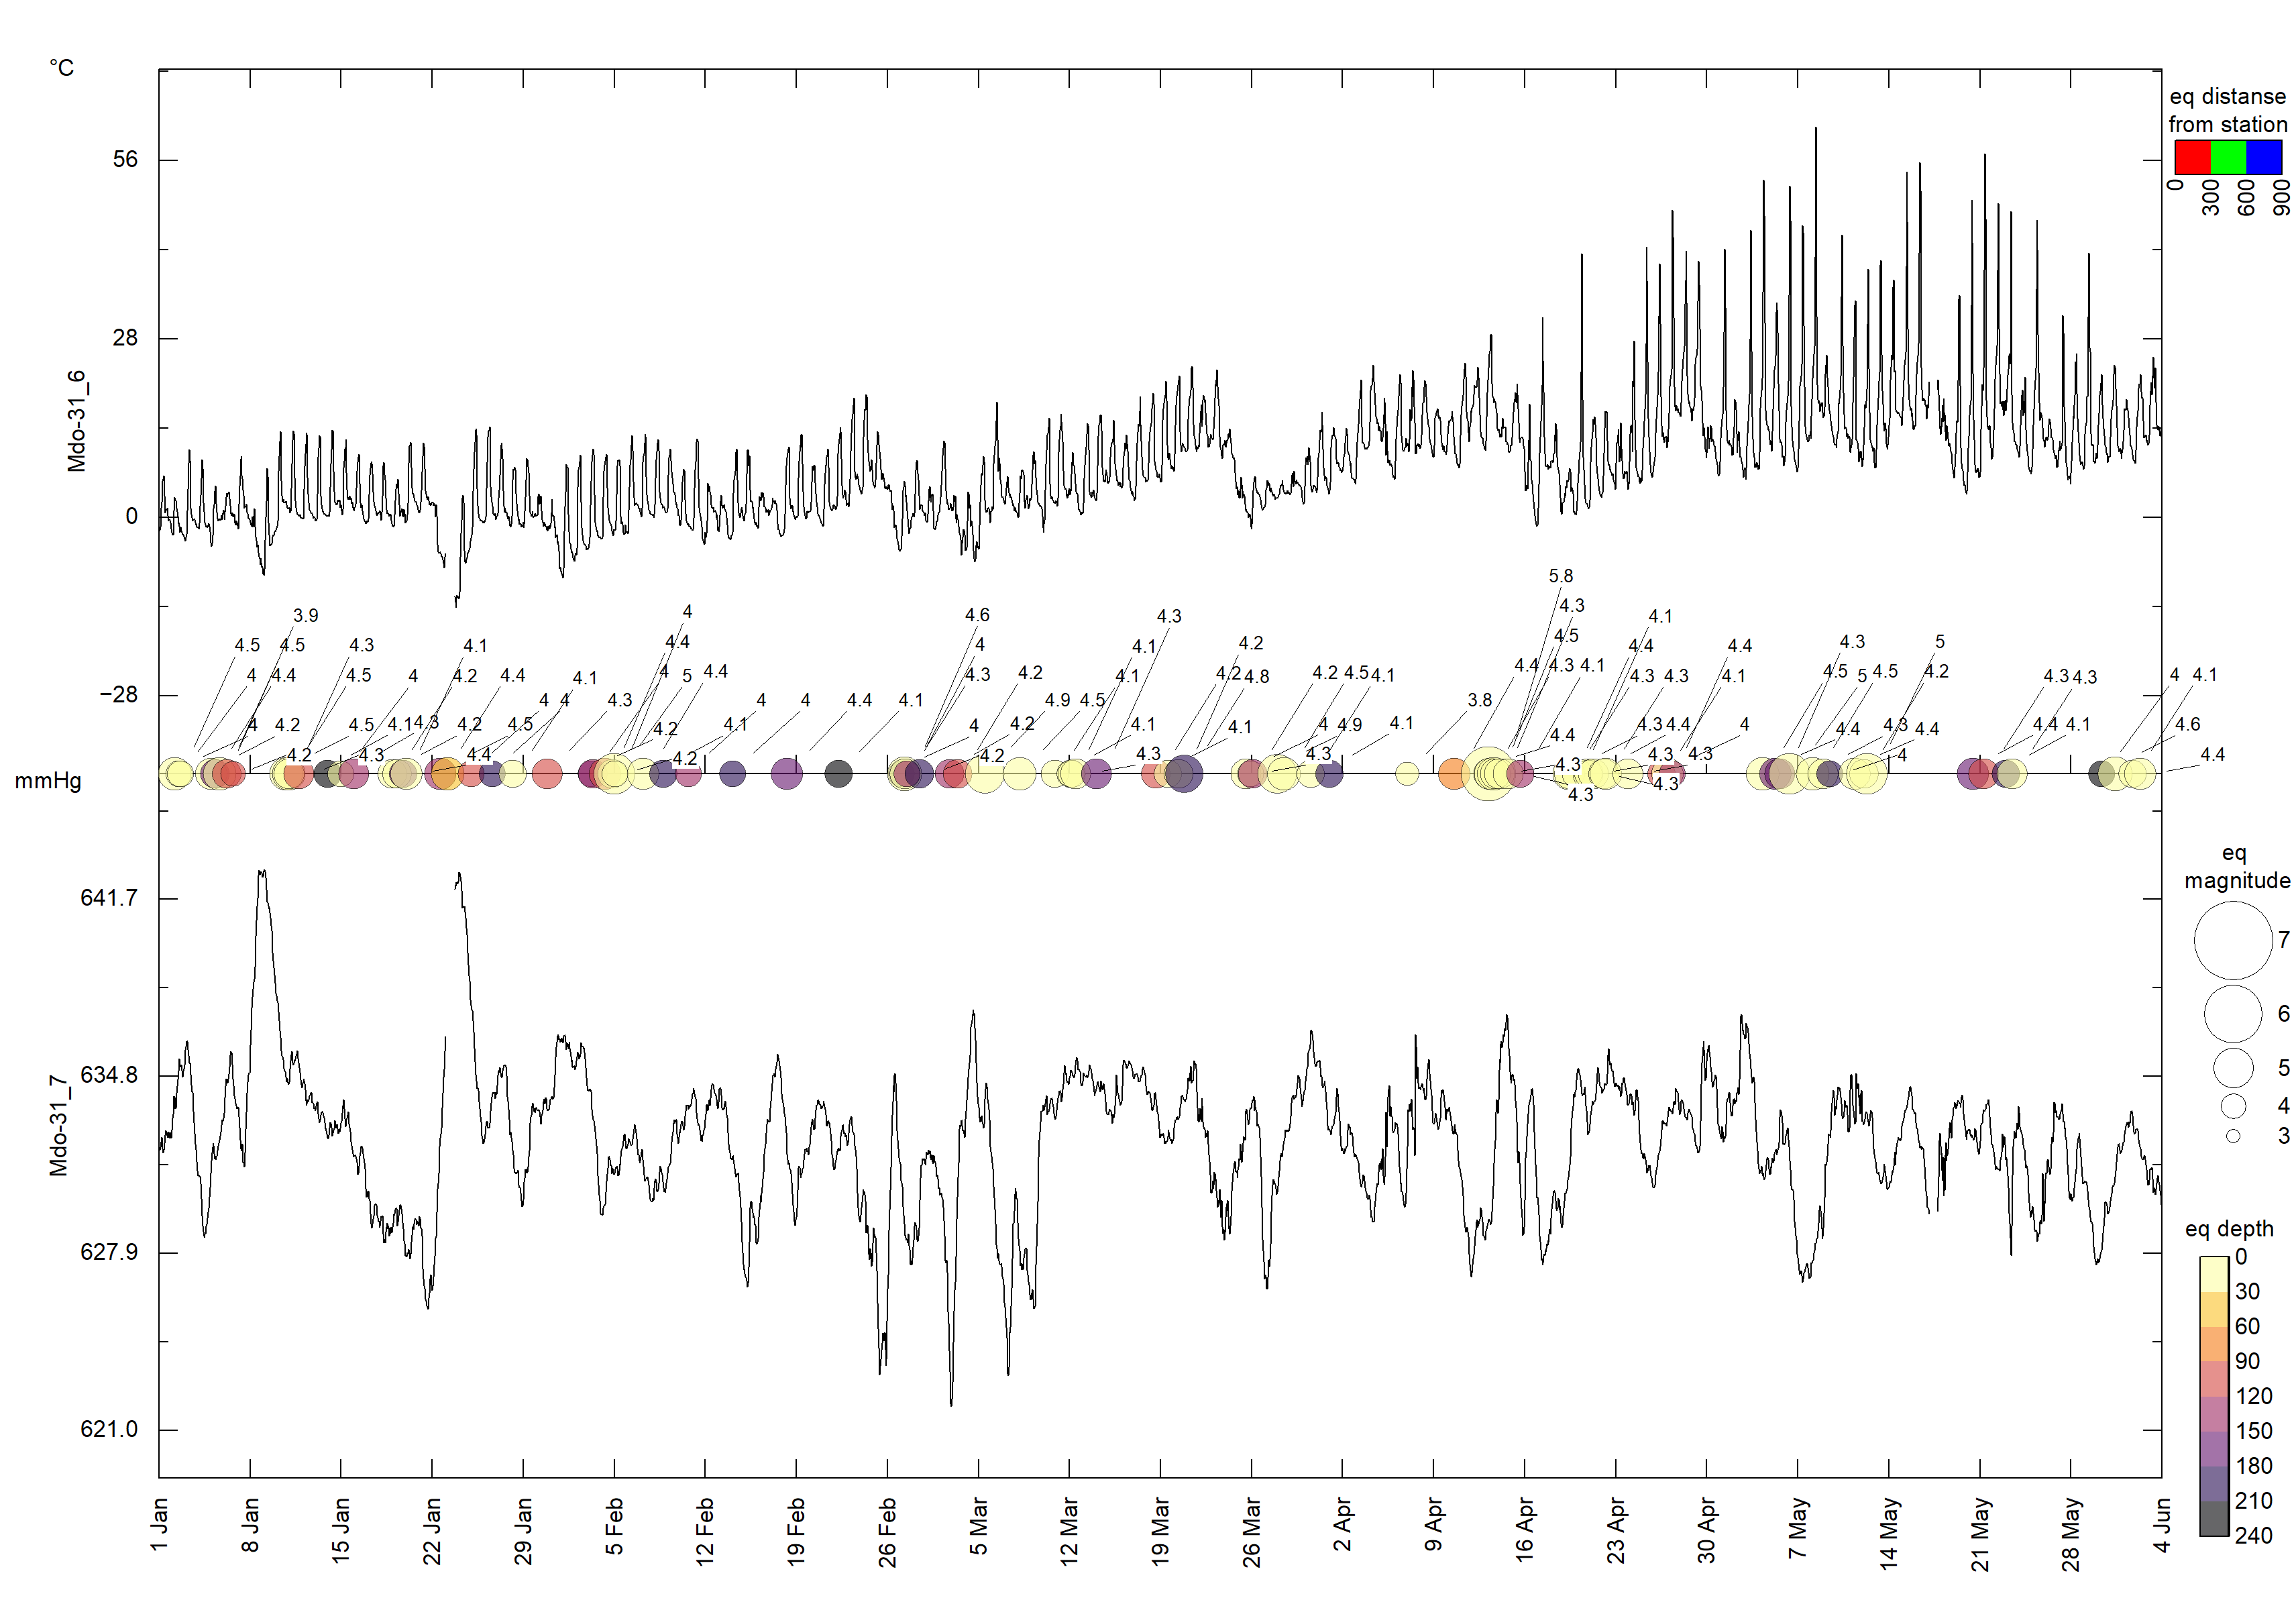 °C
eq distanse
from station
0 300 600 900
56
28
0
−28
Mdo-31_6
5.8
3.9 4 4.6 4.3 4.3 4.1
4.5 4.5 4.3 4.1 4.4 4 4.1 4.2 4.5 4.4 4.4 4.3 5
4 4.4 4.5 4 4.2 4.4 4.1 4 5 4.4 4.3 4.2 4.1 4.2 4.8 4.2 4.5 4.1 4.4 4.3 4.1 4.3 4.3 4.1 4.5 5 4.5 4.2 4.3 4.3 4 4.1
4 4 4.3 4 4 4.4 4.1 4.9 4.5 3.8
4 4.2 4.5 4.1 4.3 4.2 4.5 4.2 4.1 4 4.2 4.1 4.1 4 4.9 4.1 4.4 4.3 4.4 4 4.4 4.3 4.4 4.4 4.1 4.6
4.2 4.3 4.4 4.2 4.2 4.3 4.3 4.3 4.3 4.3 4 4.4
4.3 4.3
mmHg
641.7
634.8
627.9
621.0
Mdo-31_7
eq
magnitude
7
6
5
4
3
eq depth
0
30
60
90
120
150
180
210
240
1 Jan
8 Jan
15 Jan
22 Jan
29 Jan
5 Feb
12 Feb
19 Feb
26 Feb
5 Mar
12 Mar
19 Mar
26 Mar
2 Apr
9 Apr
16 Apr
23 Apr
30 Apr
7 May
14 May
21 May
28 May
4 Jun